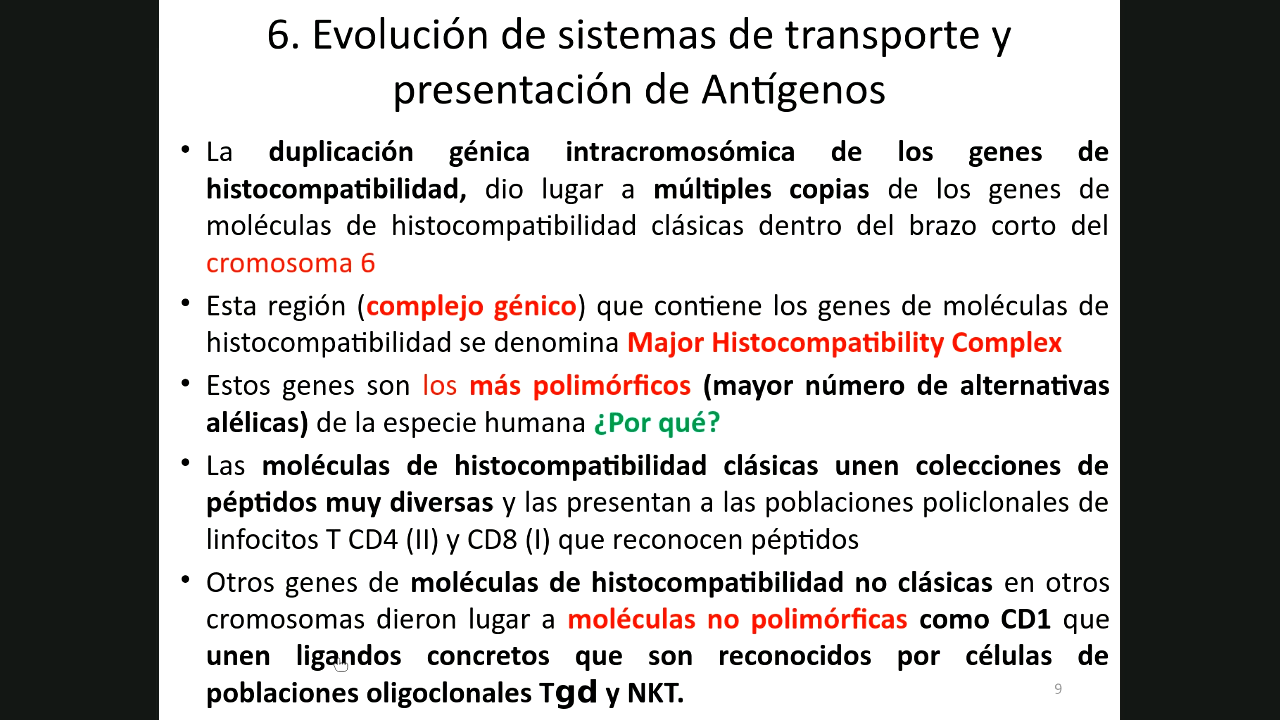 6. Evolución de sistemas de transporte y
presentación de Antígenos
• La duplicación génica intracromosómica de los genes de
histocompatibilidad, dio lugar a múltiples copias de los genes de
moléculas de histocompatibilidad clásicas dentro del brazo corto del
cromosoma 6
• Esta región (complejo génico) que contiene los genes de moléculas de
histocompatibilidad se denomina Major Histocompatibility Complex
• Estos genes son los más polimórficos (mayor número de alternativas
alélicas) de la especie humana ¿Por qué?
• Las moléculas de histocompatibilidad clásicas unen colecciones de
péptidos muy diversas y las presentan a las poblaciones policlonales de
linfocitos T CD4 (II) y CD8 (I) que reconocen péptidos
• Otros genes de moléculas de histocompatibilidad no clásicas en otros
cromosomas dieron lugar a moléculas no polimórficas como CD1 que
unen ligandos concretos que son reconocidos por células de
poblaciones oligoclonales Tgd y NKT.
9